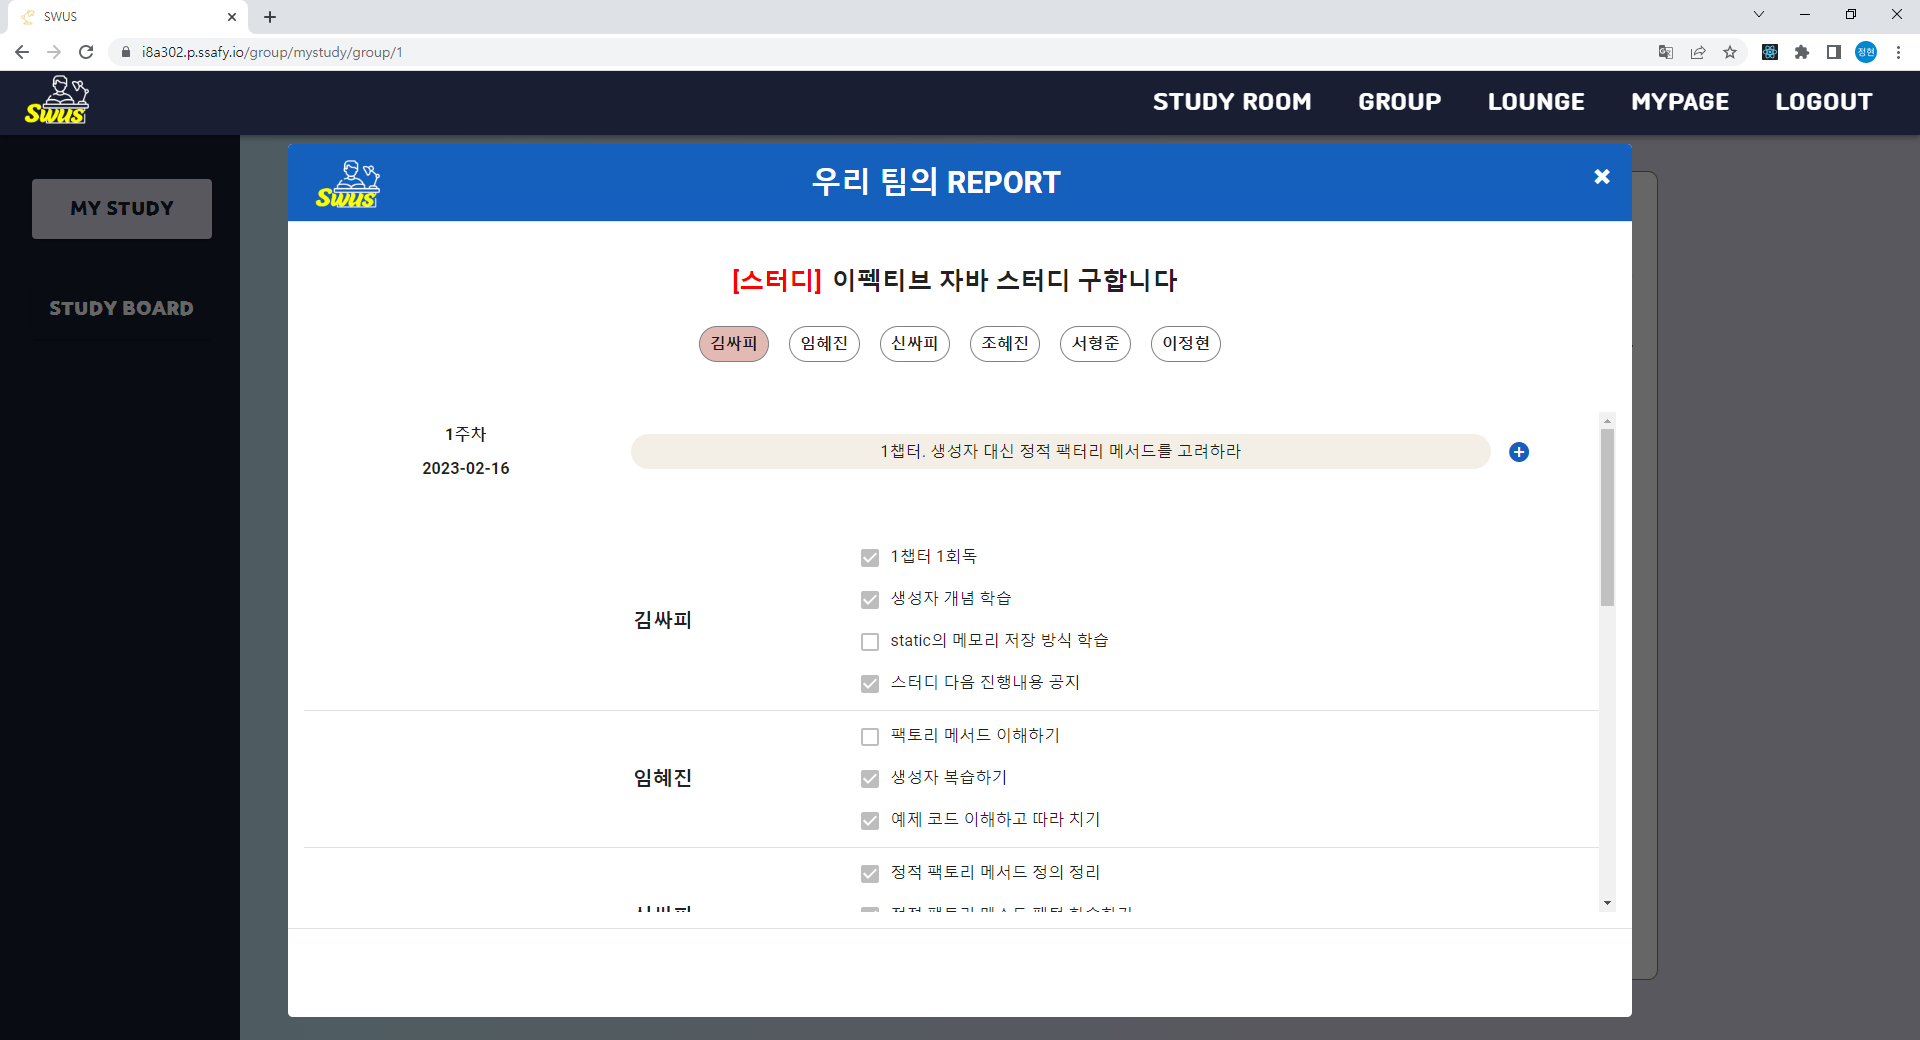 SWUS
i8a302.p.ssafy.io/group/mystudy/group/1
정현
Swus
STUDY ROOM
GROUP
LOUNGE
MYPAGE
LOGOUT
MY STUDY
STUDY BOARD
Swus
우리 팀의 REPORT
[스터디] 이펙티브 자바 스터디 구합니다
김싸피
임혜진
신싸피
조혜진
서형준
이정현
1주차
2023-02-16
1챕터. 생성자 대신 정적 팩터리 메서드를 고려하라
김싸피
1챕터 1회독
생성자 개념 학습
static의 메모리 저장 방식 학습
스터디 다음 진행내용 공지
임혜진
팩토리 메서드 이해하기
생성자 복습하기
예제 코드 이해하고 따라 치기
정적 팩토리 메서드 정의 정리